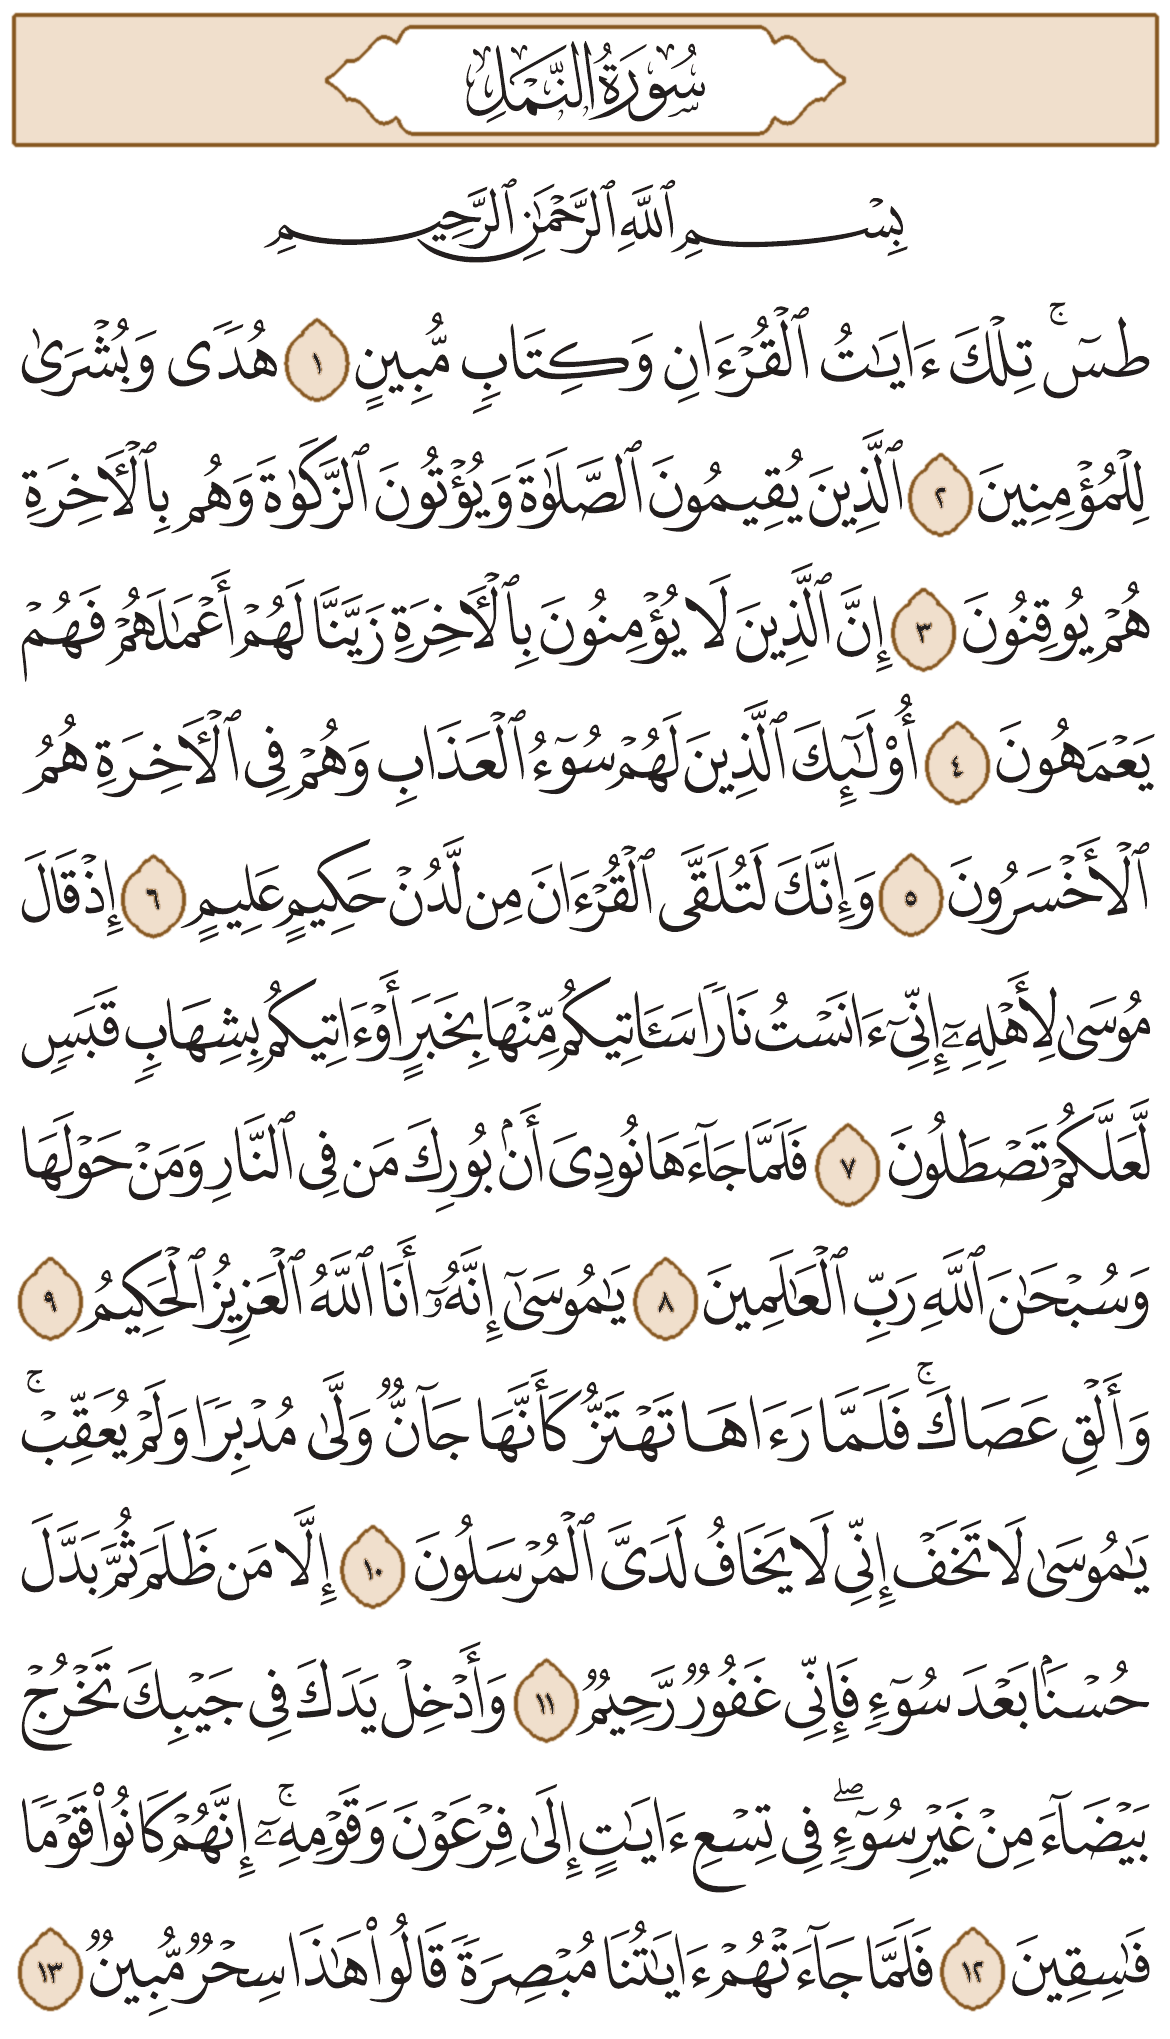 سُورَةُ النَّمۡلِ
بِسۡمِ ٱللَّهِ ٱلرَّحۡمَٰنِ ٱلرَّحِيمِ
طسٓۚ تِلۡكَ ءَايَٰتُ ٱلۡقُرۡءَانِ وَكِتَابٖ مُّبِينٍ ١ هُدٗى وَبُشۡرَىٰ
لِلۡمُؤۡمِنِينَ ٢ ٱلَّذِينَ يُقِيمُونَ ٱلصَّلَوٰةَ وَيُؤۡتُونَ ٱلزَّكَوٰةَ وَهُم بِٱلۡأٓخِرَةِ
هُمۡ يُوقِنُونَ ٣ إِنَّ ٱلَّذِينَ لَا يُؤۡمِنُونَ بِٱلۡأٓخِرَةِ زَيَّنَّا لَهُمۡ أَعۡمَٰلَهُمۡ فَهُمۡ
يَعۡمَهُونَ ٤ أُوْلَٰٓئِكَ ٱلَّذِينَ لَهُمۡ سُوٓءُ ٱلۡعَذَابِ وَهُمۡ فِي ٱلۡأٓخِرَةِ هُمُ
ٱلۡأَخۡسَرُونَ ٥ وَإِنَّكَ لَتُلَقَّى ٱلۡقُرۡءَانَ مِن لَّدُنۡ حَكِيمٍ عَلِيمٍ ٦ إِذۡ قَالَ
مُوسَىٰ لِأَهۡلِهِۦٓ إِنِّيٓ ءَانَسۡتُ نَارٗا سَـَٔاتِيكُم مِّنۡهَا بِخَبَرٍ أَوۡ ءَاتِيكُم بِشِهَابٖ قَبَسٖ
لَّعَلَّكُمۡ تَصۡطَلُونَ ٧ فَلَمَّا جَآءَهَا نُودِيَ أَنۢ بُورِكَ مَن فِي ٱلنَّارِ وَمَنۡ حَوۡلَهَا
وَسُبۡحَٰنَ ٱللَّهِ رَبِّ ٱلۡعَٰلَمِينَ ٨ يَٰمُوسَىٰٓ إِنَّهُۥٓ أَنَا ٱللَّهُ ٱلۡعَزِيزُ ٱلۡحَكِيمُ ٩
وَأَلۡقِ عَصَاكَۚ فَلَمَّا رَءَاهَا تَهۡتَزُّ كَأَنَّهَا جَآنّٞ وَلَّىٰ مُدۡبِرٗا وَلَمۡ يُعَقِّبۡۚ
يَٰمُوسَىٰ لَا تَخَفۡ إِنِّي لَا يَخَافُ لَدَيَّ ٱلۡمُرۡسَلُونَ ١٠ إِلَّا مَن ظَلَمَ ثُمَّ بَدَّلَ
حُسۡنَۢا بَعۡدَ سُوٓءٖ فَإِنِّي غَفُورٞ رَّحِيمٞ ١١ وَأَدۡخِلۡ يَدَكَ فِي جَيۡبِكَ تَخۡرُجۡ
بَيۡضَآءَ مِنۡ غَيۡرِ سُوٓءٖۖ فِي تِسۡعِ ءَايَٰتٍ إِلَىٰ فِرۡعَوۡنَ وَقَوۡمِهِۦٓۚ إِنَّهُمۡ كَانُواْ قَوۡمٗا
فَٰسِقِينَ ١٢ فَلَمَّا جَآءَتۡهُمۡ ءَايَٰتُنَا مُبۡصِرَةٗ قَالُواْ هَٰذَا سِحۡرٞ مُّبِينٞ ١٣